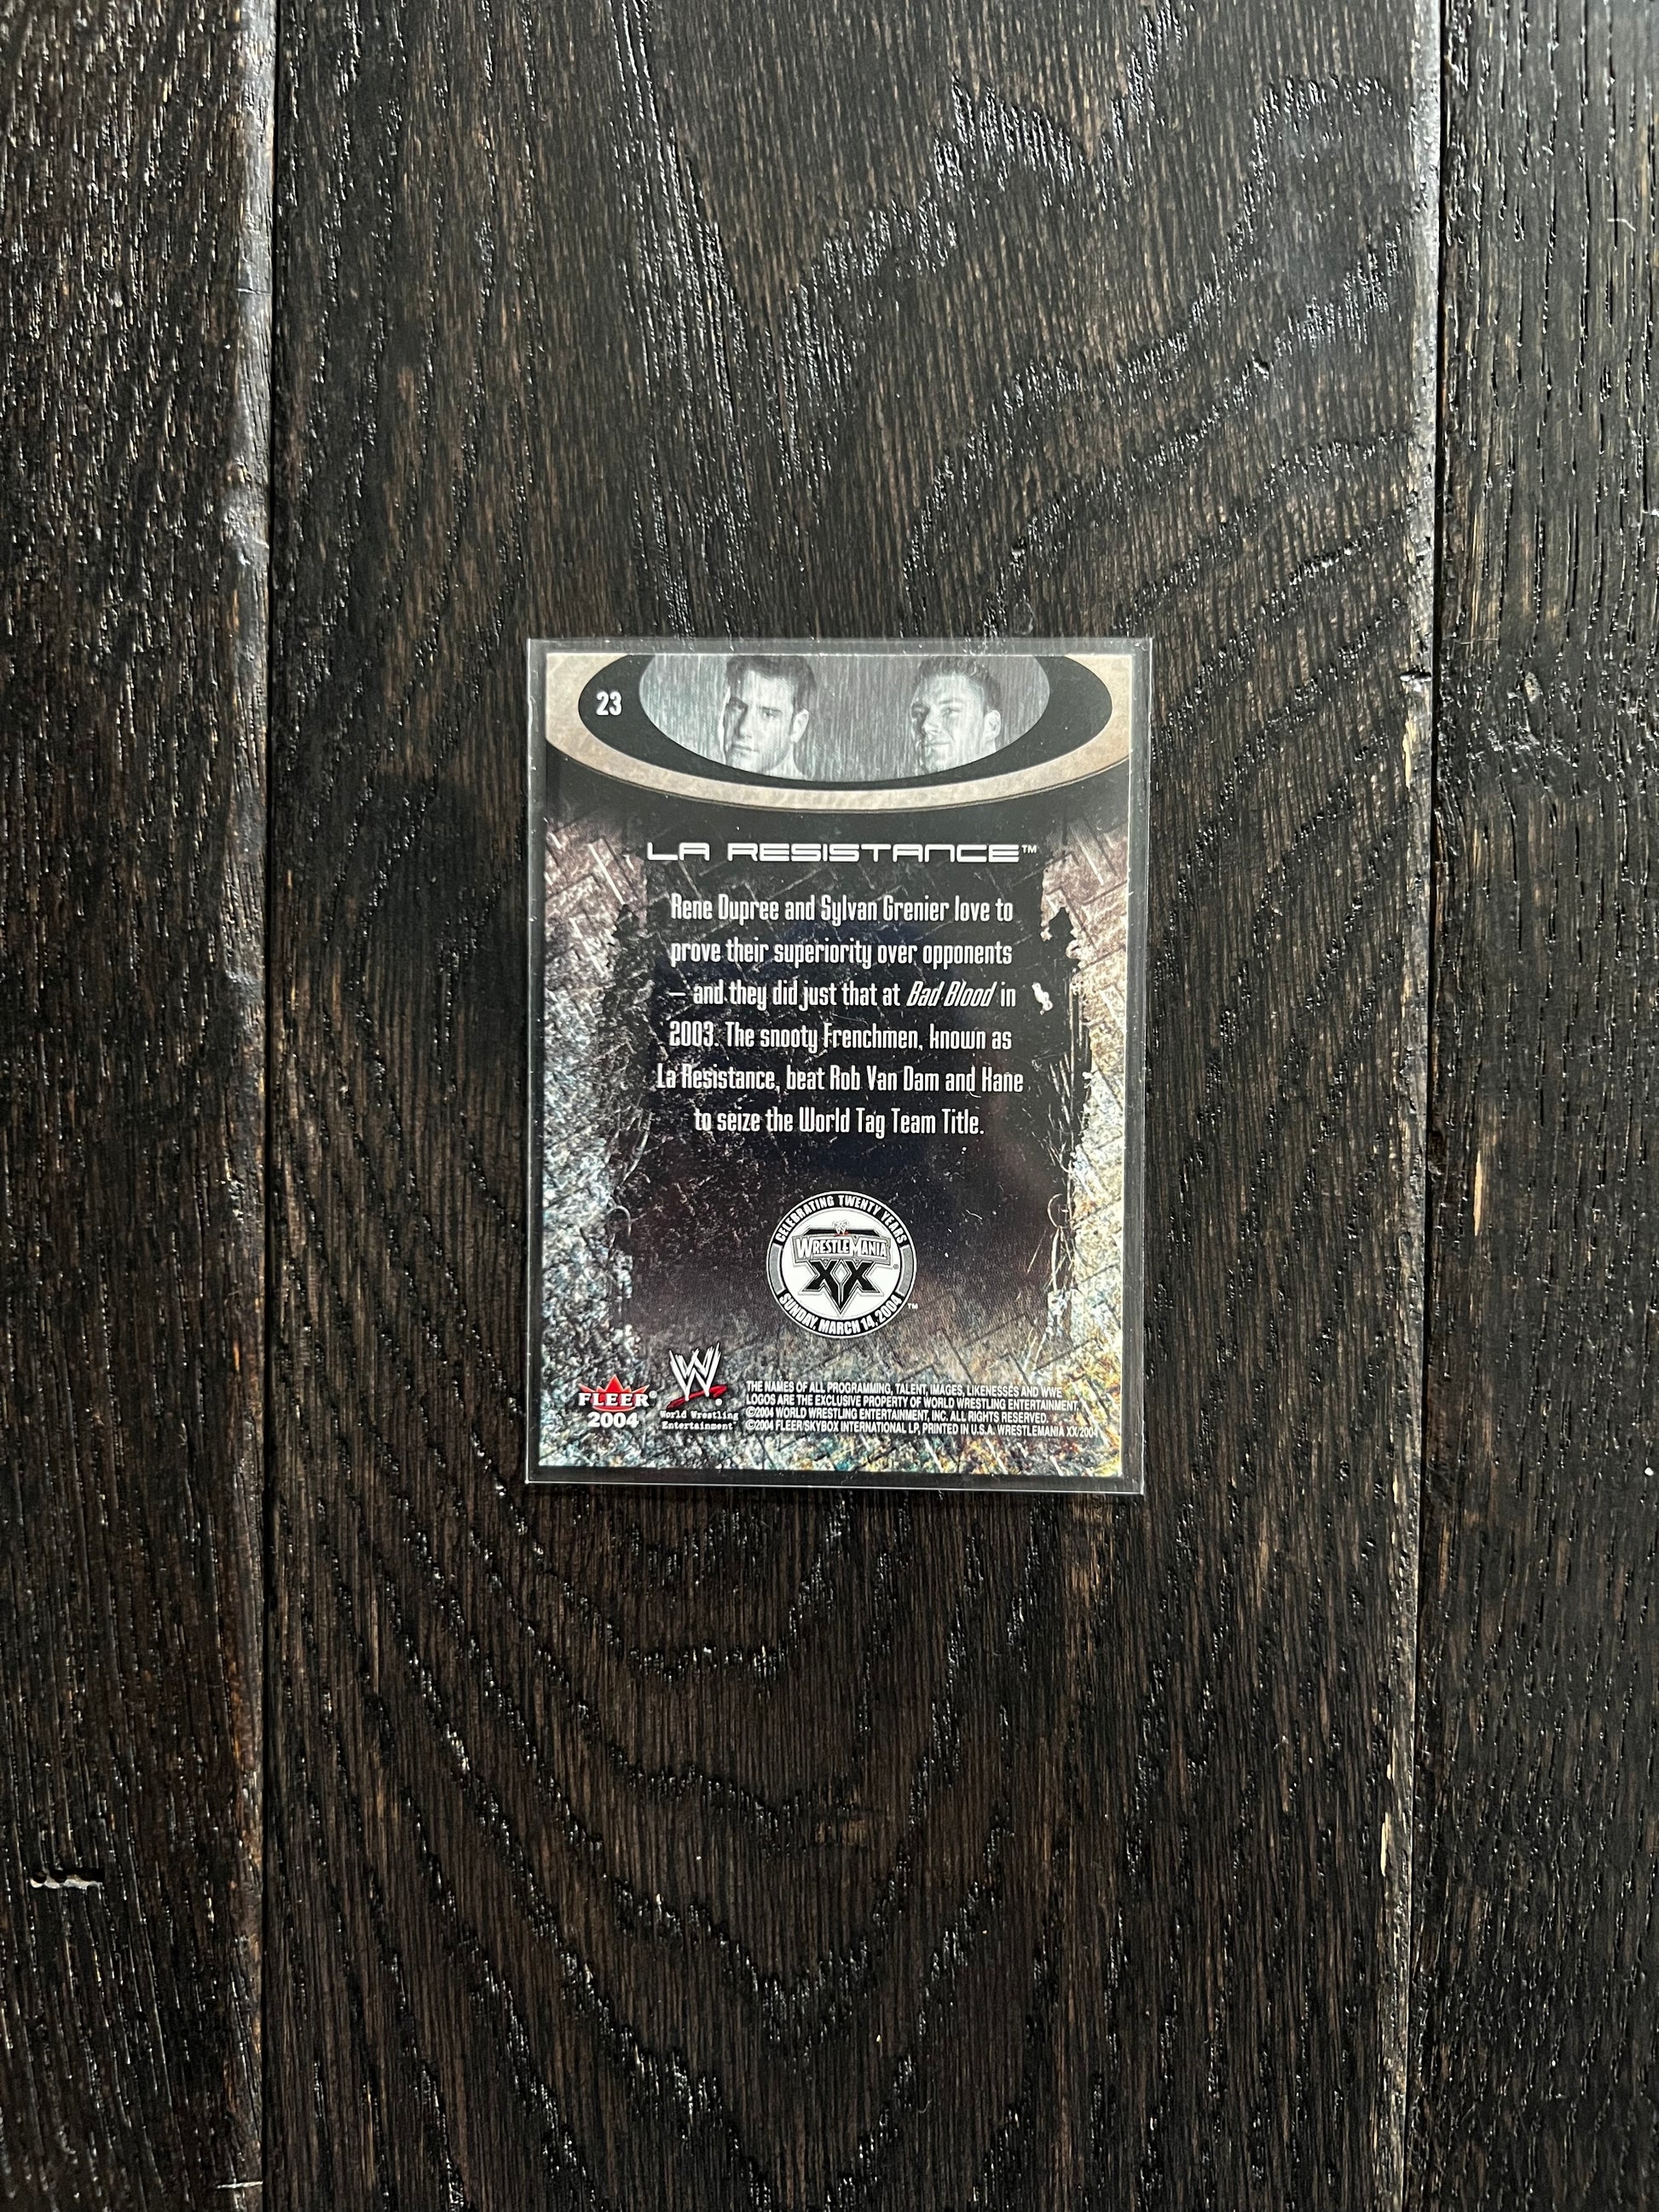 23
LA RESISTANCE™
Rene Dupree and Sylvan Grenier love to
prove their superiority over opponents
– and they did just that at Bad Blood in
2003. The snooty Frenchmen, known as
La Resistance, beat Rob Van Dam and Kane
to seize the World Tag Team Title.
CELEBRATING TWENTY YEARS
W
WRESTLEMANIA
XX
SUNDAY, MARCH 14, 2004 ™
FLEER®
2004
W®
World Wrestling
Entertainment™
THE NAMES OF ALL PROGRAMMING, TALENT, IMAGES, LIKENESSES AND WWE
LOGOS ARE THE EXCLUSIVE PROPERTY OF WORLD WRESTLING ENTERTAINMENT.
©2004 WORLD WRESTLING ENTERTAINMENT, INC. ALL RIGHTS RESERVED.
©2004 FLEER/SKYBOX INTERNATIONAL LP, PRINTED IN U.S.A. WRESTLEMANIA XX 2004